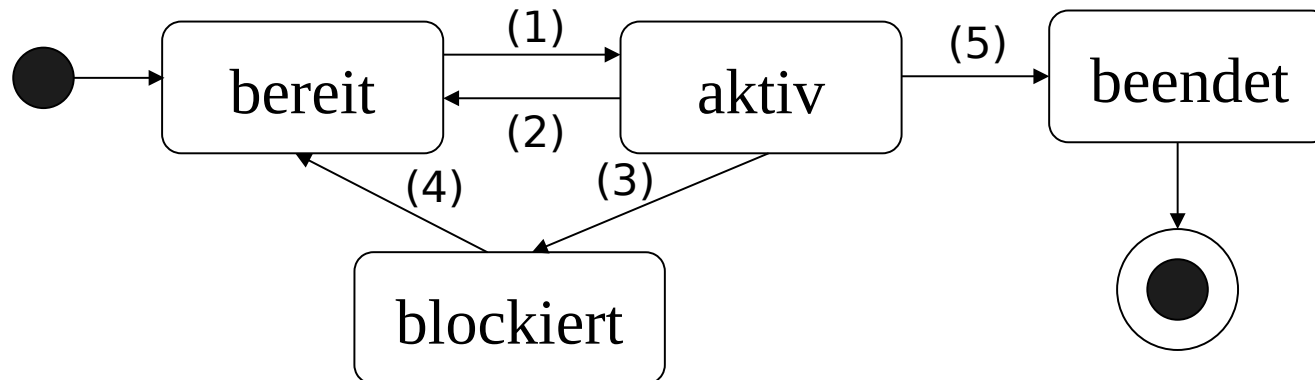 (1)
bereit
aktiv
(5)
beendet
(2)
(4)
(3)
blockiert